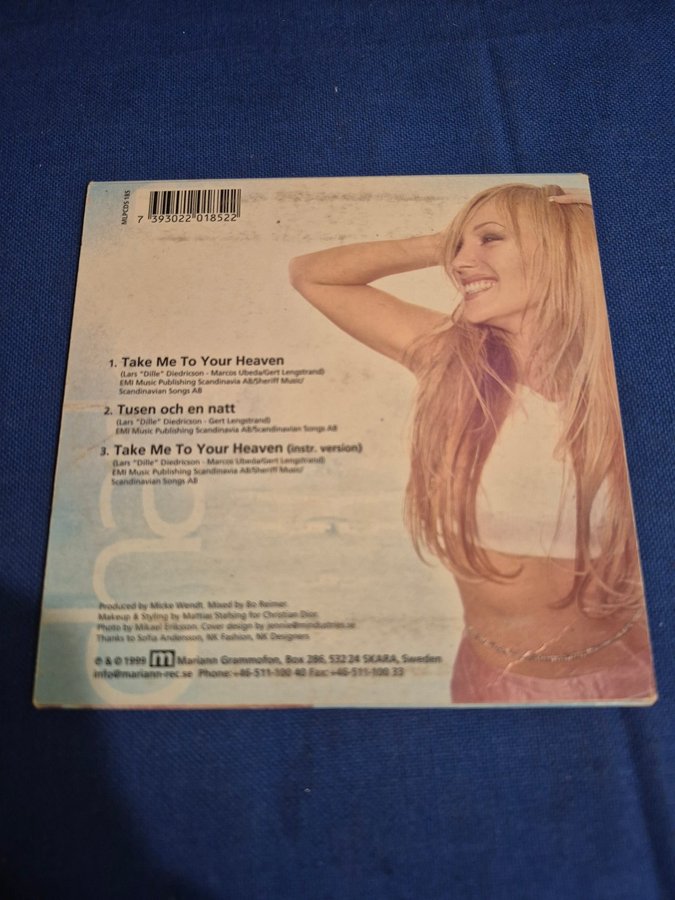 MLPCDS 185
7 393022 018522
1. Take Me To Your Heaven
(Lars "Dille" Diedricson - Marcos Ubeda/Gert Lengstrand)
EMI Music Publishing Scandinavia AB/Sheriff Music/
Scandinavian Songs AB
2. Tusen och en natt
(Lars "Dille" Diedricson - Gert Lengstrand)
EMI Music Publishing Scandinavia AB/Scandinavian Songs AB
3. Take Me To Your Heaven (instr. version)
(Lars "Dille" Diedricson - Marcos Ubeda/Gert Lengstrand)
EMI Music Publishing Scandinavia AB/Sheriff Music/
Scandinavian Songs AB
Produced by Micke Wendt. Mixed by Bo Reimer.
Makeup & Styling by Mattias Stafsing for Christian Dior.
Photo by Mikael Eriksson. Cover design by jennie@mindustries.se
Thanks to Sofia Andersson, NK Fashion, NK Designers
℗ & © 1999 m Mariann Grammofon, Box 286, 532 24 SKARA, Sweden
info@mariann-rec.se Phone:+46-511-100 40 Fax:+46-511-100 33